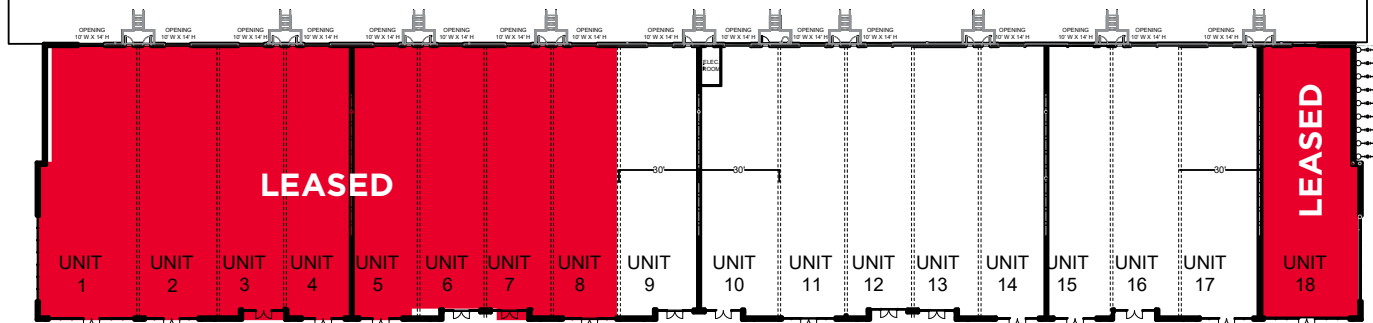 OPENING
10' W X 14' H
OPENING
10' W X 14' H
OPENING
10' W X 14' H
OPENING
10' W X 14' H
OPENING
10' W X 14' H
OPENING
10' W X 14' H
OPENING
10' W X 14' H
OPENING
10' W X 14' H
OPENING
10' W X 14' H
OPENING
10' W X 14' H
OPENING
10' W X 14' H
OPENING
10' W X 14' H
OPENING
10' W X 14' H
OPENING
10' W X 14' H
OPENING
10' W X 14' H
OPENING
10' W X 14' H
OPENING
10' W X 14' H
ELEC.
ROOM
30'
30'
30'
LEASED
LEASED
UNIT
1
UNIT
2
UNIT
3
UNIT
4
UNIT
5
UNIT
6
UNIT
7
UNIT
8
UNIT
9
UNIT
10
UNIT
11
UNIT
12
UNIT
13
UNIT
14
UNIT
15
UNIT
16
UNIT
17
UNIT
18